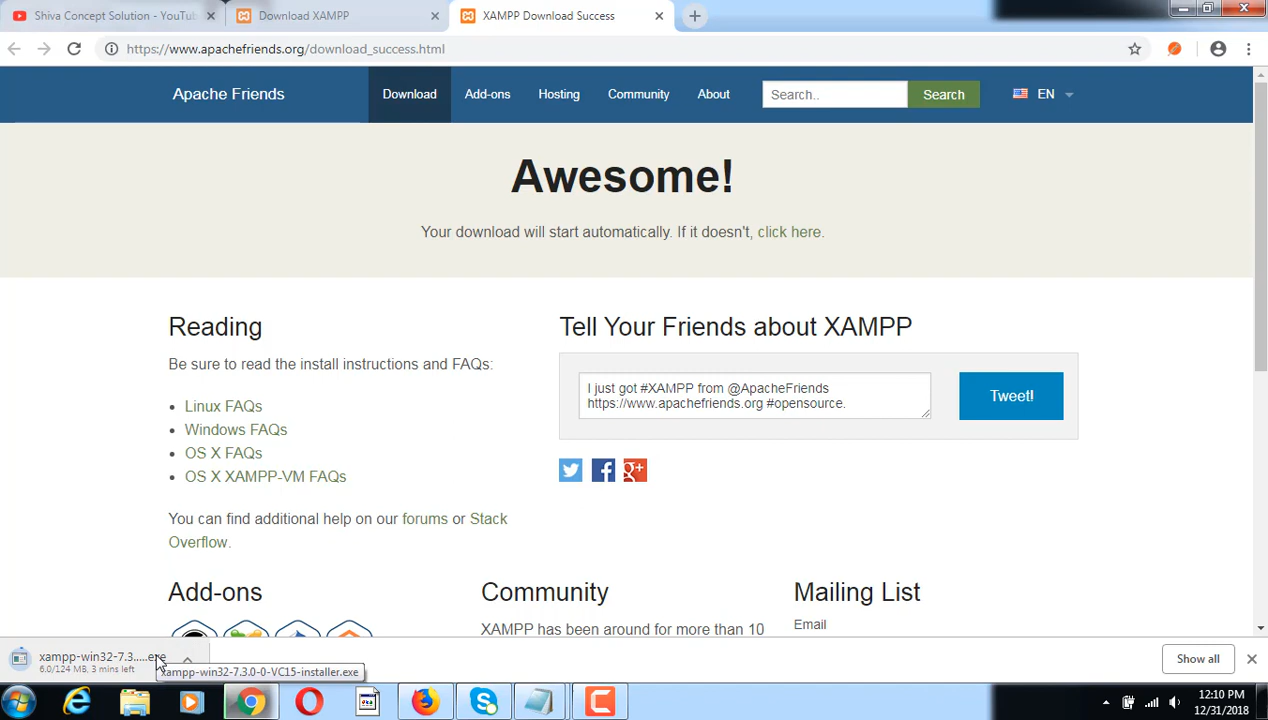 Shiva Concept Solution - YouTu
Download XAMPP
XAMPP Download Success
https://www.apachefriends.org/download_success.html
Apache Friends
Download
Add-ons
Hosting
Community
About
Search..
Search
EN
Awesome!
Your download will start automatically. If it doesn't, click here.
Reading
Be sure to read the install instructions and FAQs:
• Linux FAQs
• Windows FAQs
• OS X FAQs
• OS X XAMPP-VM FAQs
You can find additional help on our forums or Stack
Overflow.
Tell Your Friends about XAMPP
I just got #XAMPP from @ApacheFriends
https://www.apachefriends.org #opensource.
Tweet!
Add-ons
Community
XAMPP has been around for more than 10
Mailing List
Email
xampp-win32-7.3.....exe
6.0/124 MB, 3 mins left
xampp-win32-7.3.0-0-VC15-installer.exe
Show all
12:10 PM
12/31/2018